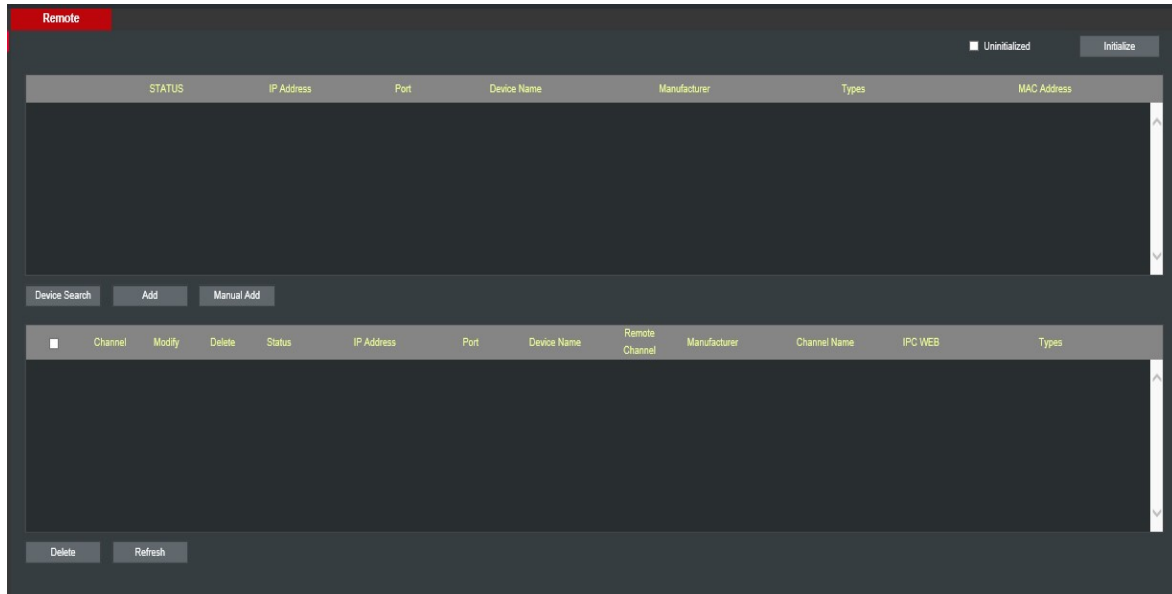 Remote
Uninitialized Initialize
STATUS IP Address Port Device Name Manufacturer Types MAC Address
Device Search Add Manual Add
Channel Modify Delete Status IP Address Port Device Name Remote Channel Manufacturer Channel Name IPC WEB Types
Delete Refresh